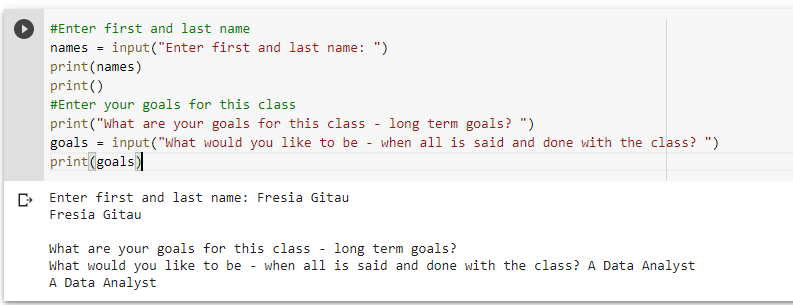 #Enter first and last name
names = input("Enter first and last name: ")
print(names)
print()
#Enter your goals for this class
print("What are your goals for this class - long term goals? ")
goals = input("What would you like to be - when all is said and done with the class? ")
print(goals)
Enter first and last name: Fresia Gitau
Fresia Gitau
What are your goals for this class - long term goals?
What would you like to be - when all is said and done with the class? A Data Analyst
A Data Analyst